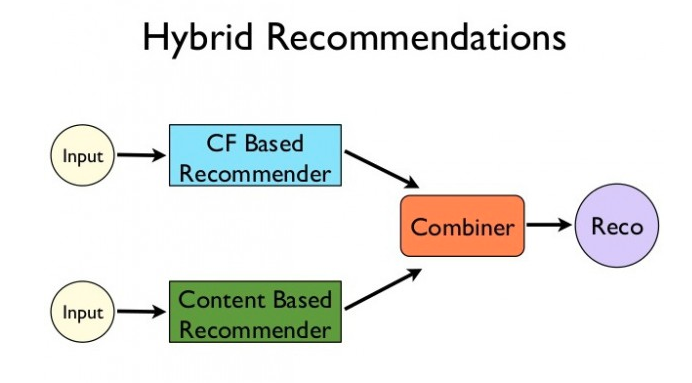 Hybrid Recommendations
Input
CF Based
Recommender
Combiner
Reco
Input
Content Based
Recommender